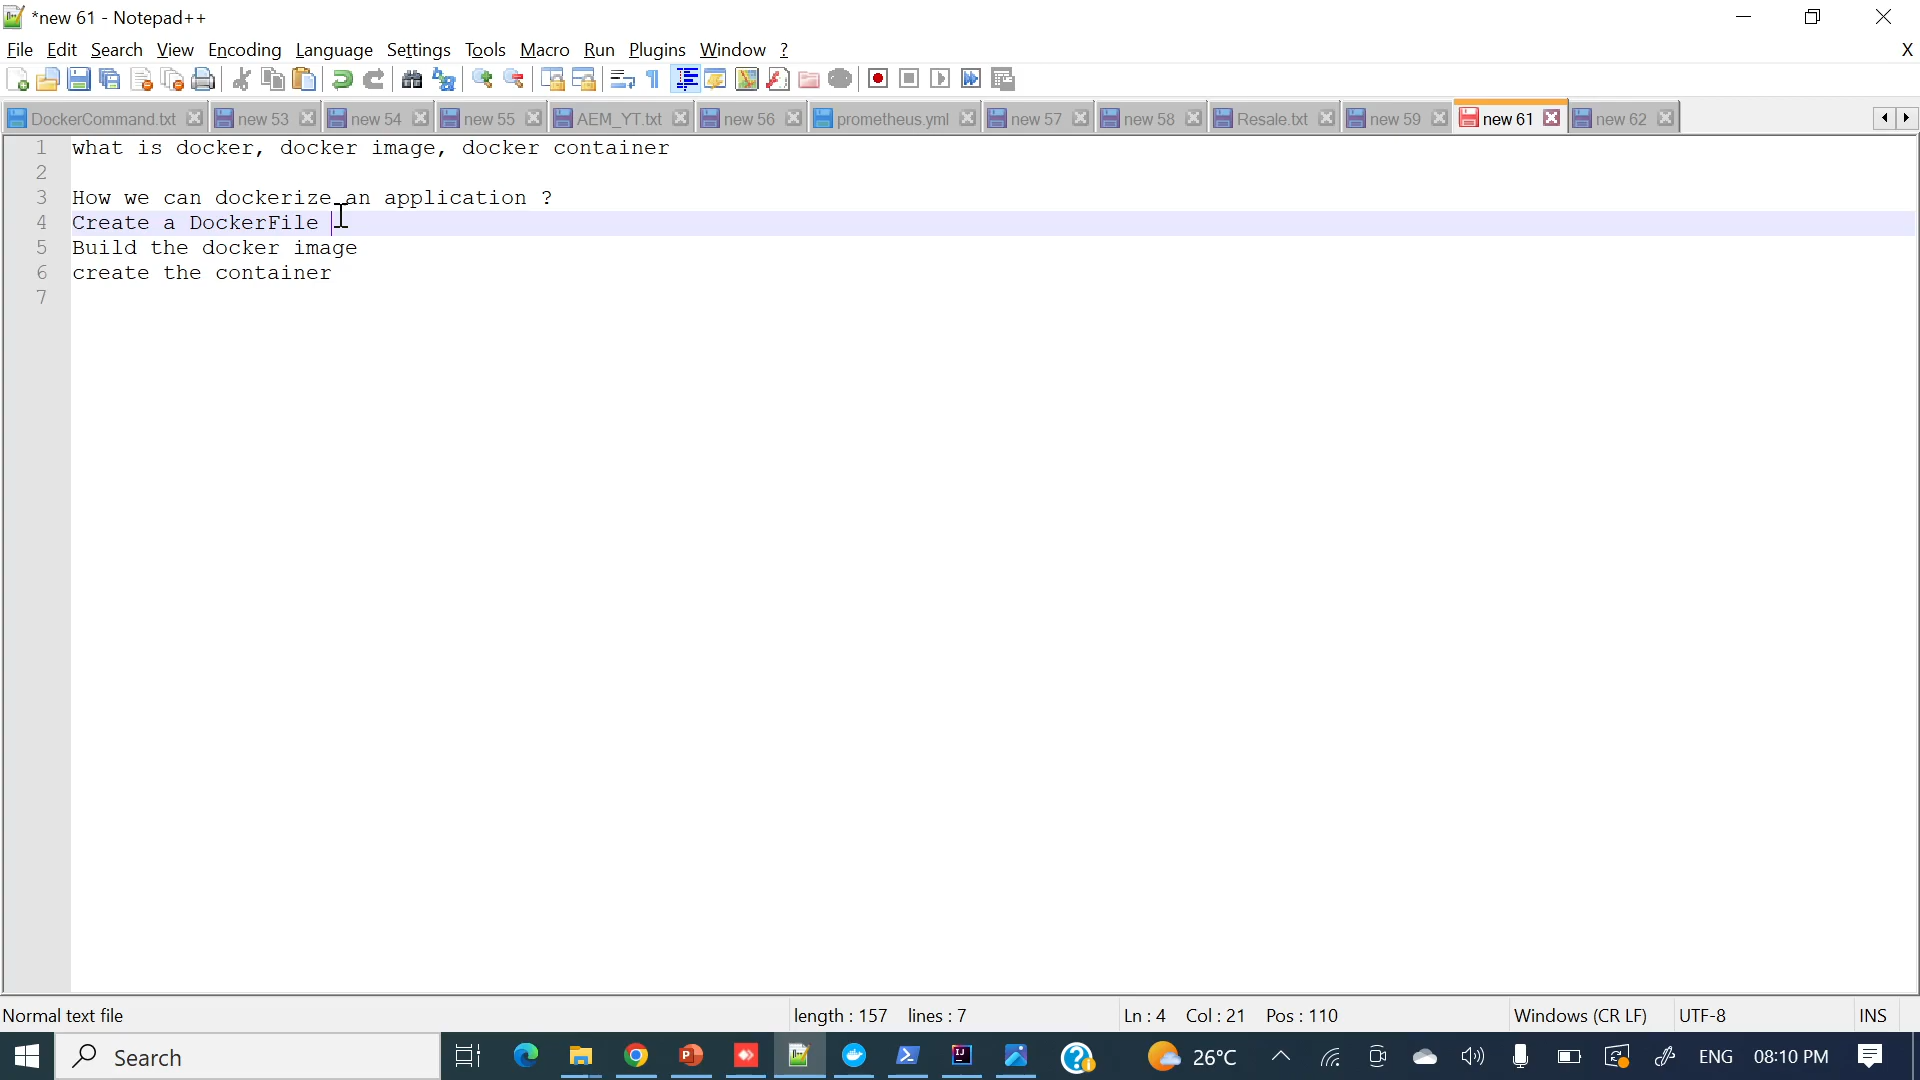 *new 61 - Notepad++
File Edit Search View Encoding Language Settings Tools Macro Run Plugins Window ? X
DockerCommand.txt new 53 new 54 new 55 AEM_YT.txt new 56 prometheus.yml new 57 new 58 Resale.txt new 59 new 61 new 62
1 what is docker, docker image, docker container
2
3 How we can dockerize an application ?
4 Create a DockerFile
5 Build the docker image
6 create the container
7
Normal text file length : 157 lines : 7 Ln : 4 Col : 21 Pos : 110 Windows (CR LF) UTF-8 INS
Search 26°C ENG 08:10 PM